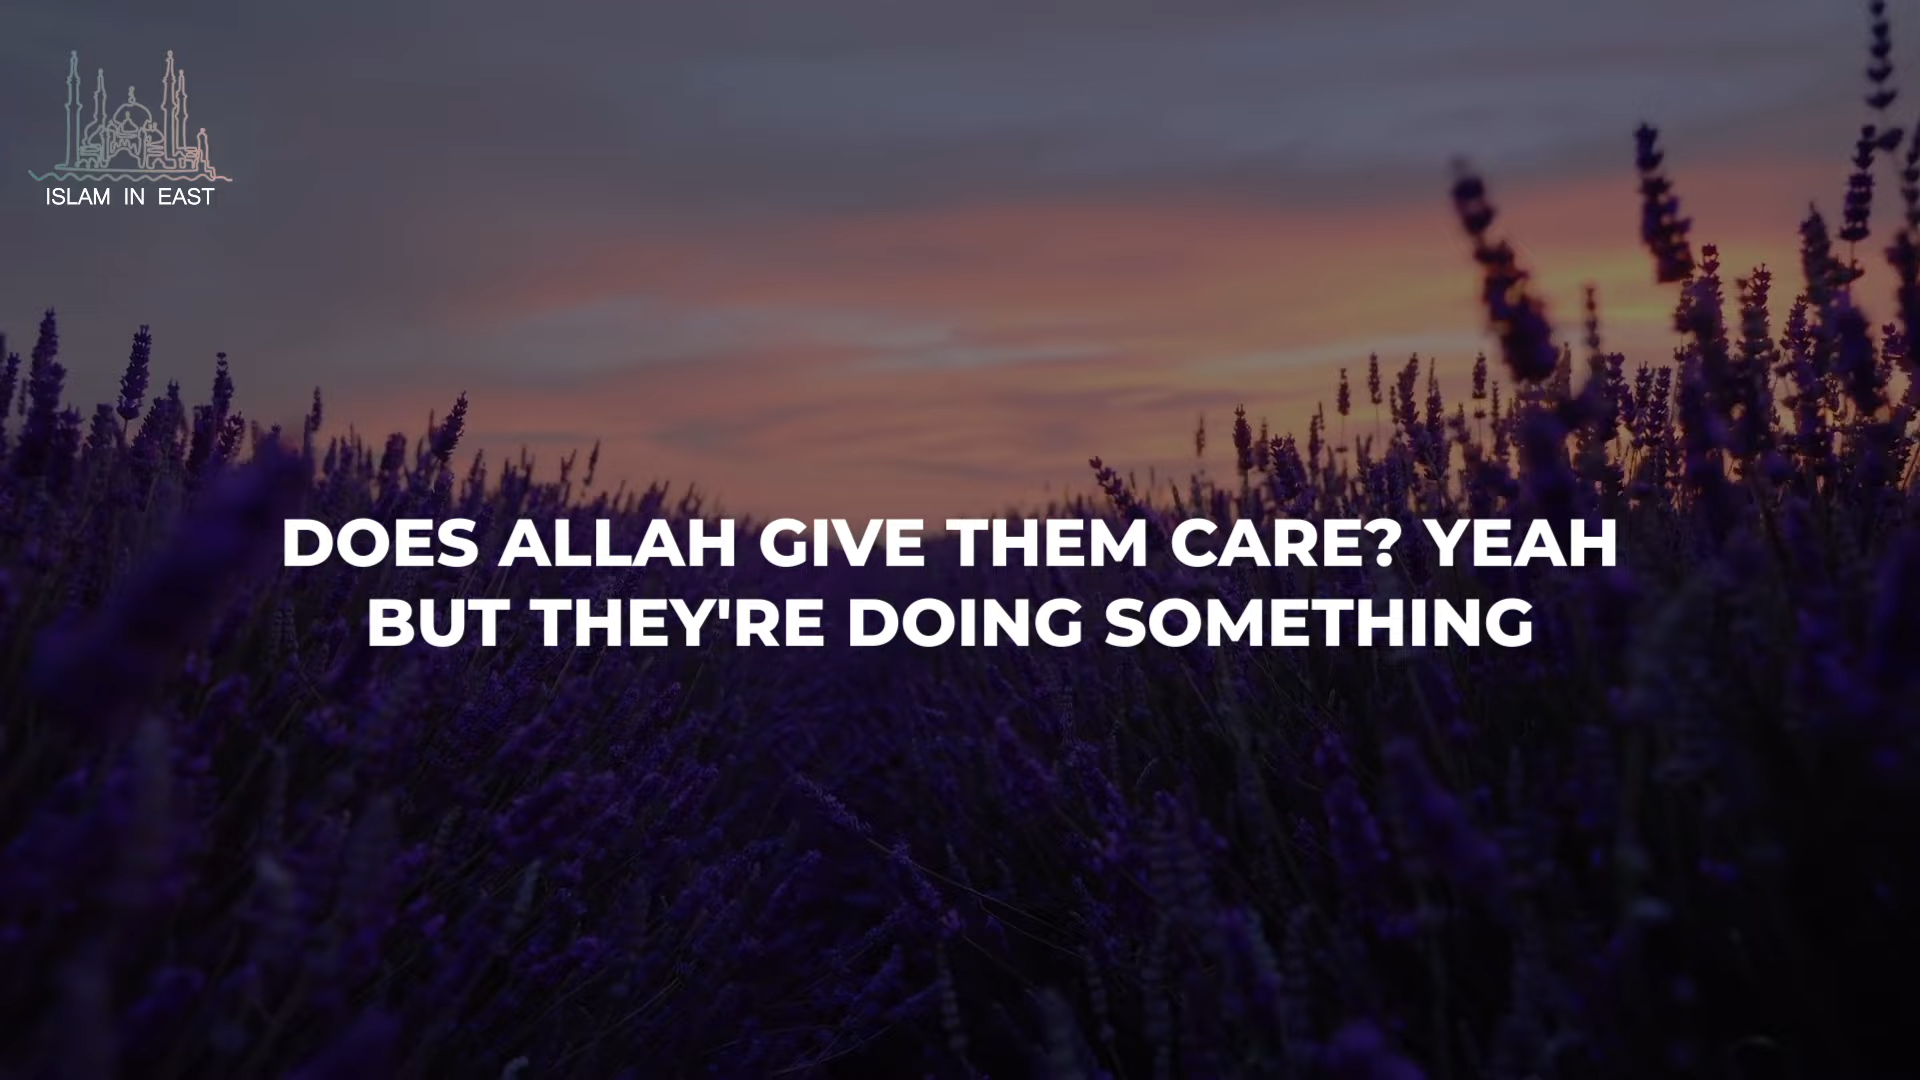 ISLAM IN EAST
DOES ALLAH GIVE THEM CARE? YEAH
BUT THEY'RE DOING SOMETHING